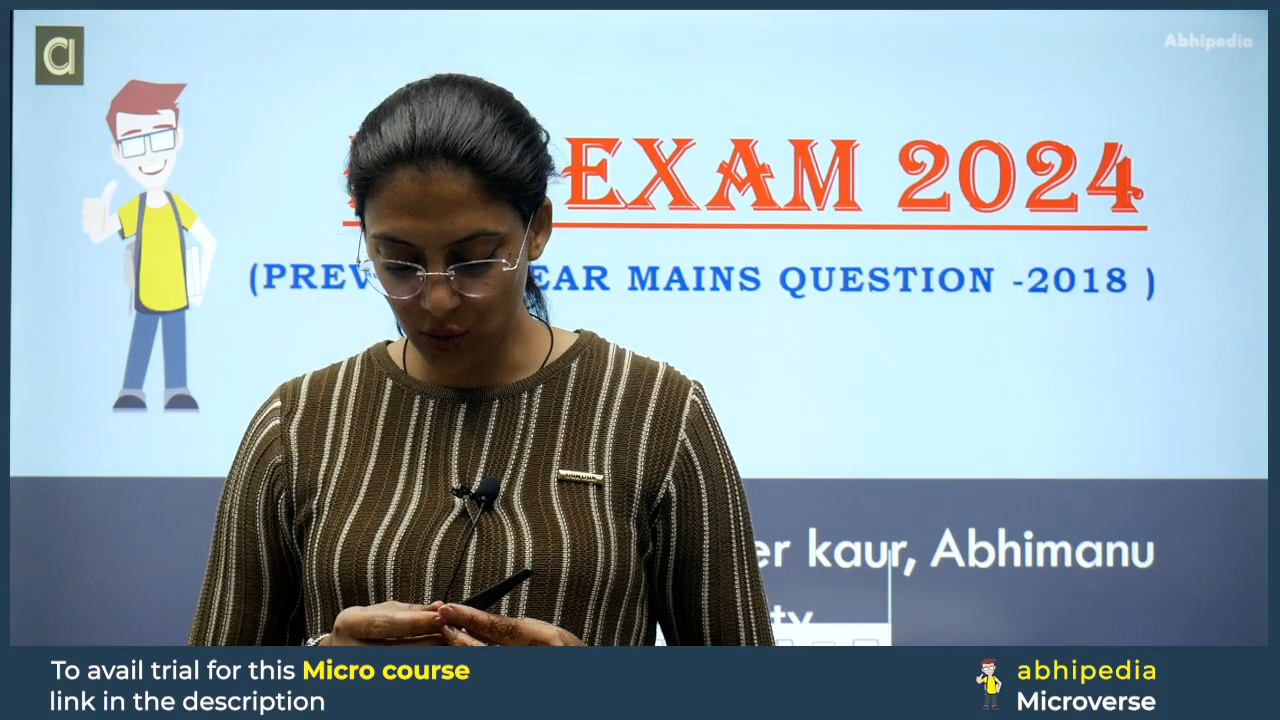 Abhipedia
EXAM 2024
(PREV EAR MAINS QUESTION -2018 )
er kaur, Abhimanu
ty
To avail trial for this Micro course
link in the description
abhipedia
Microverse